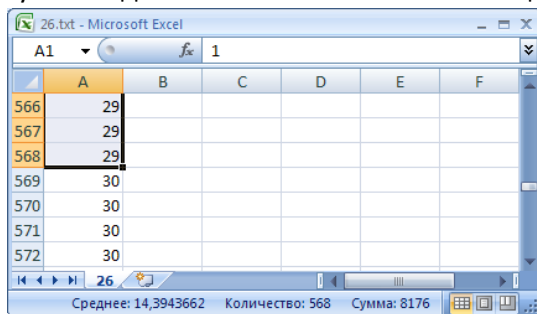 26.txt - Microsoft Excel
A1 fx 1
A B C D E F
566 29
567 29
568 29
569 30
570 30
571 30
572 30
26
Среднее: 14,3943662 Количество: 568 Сумма: 8176